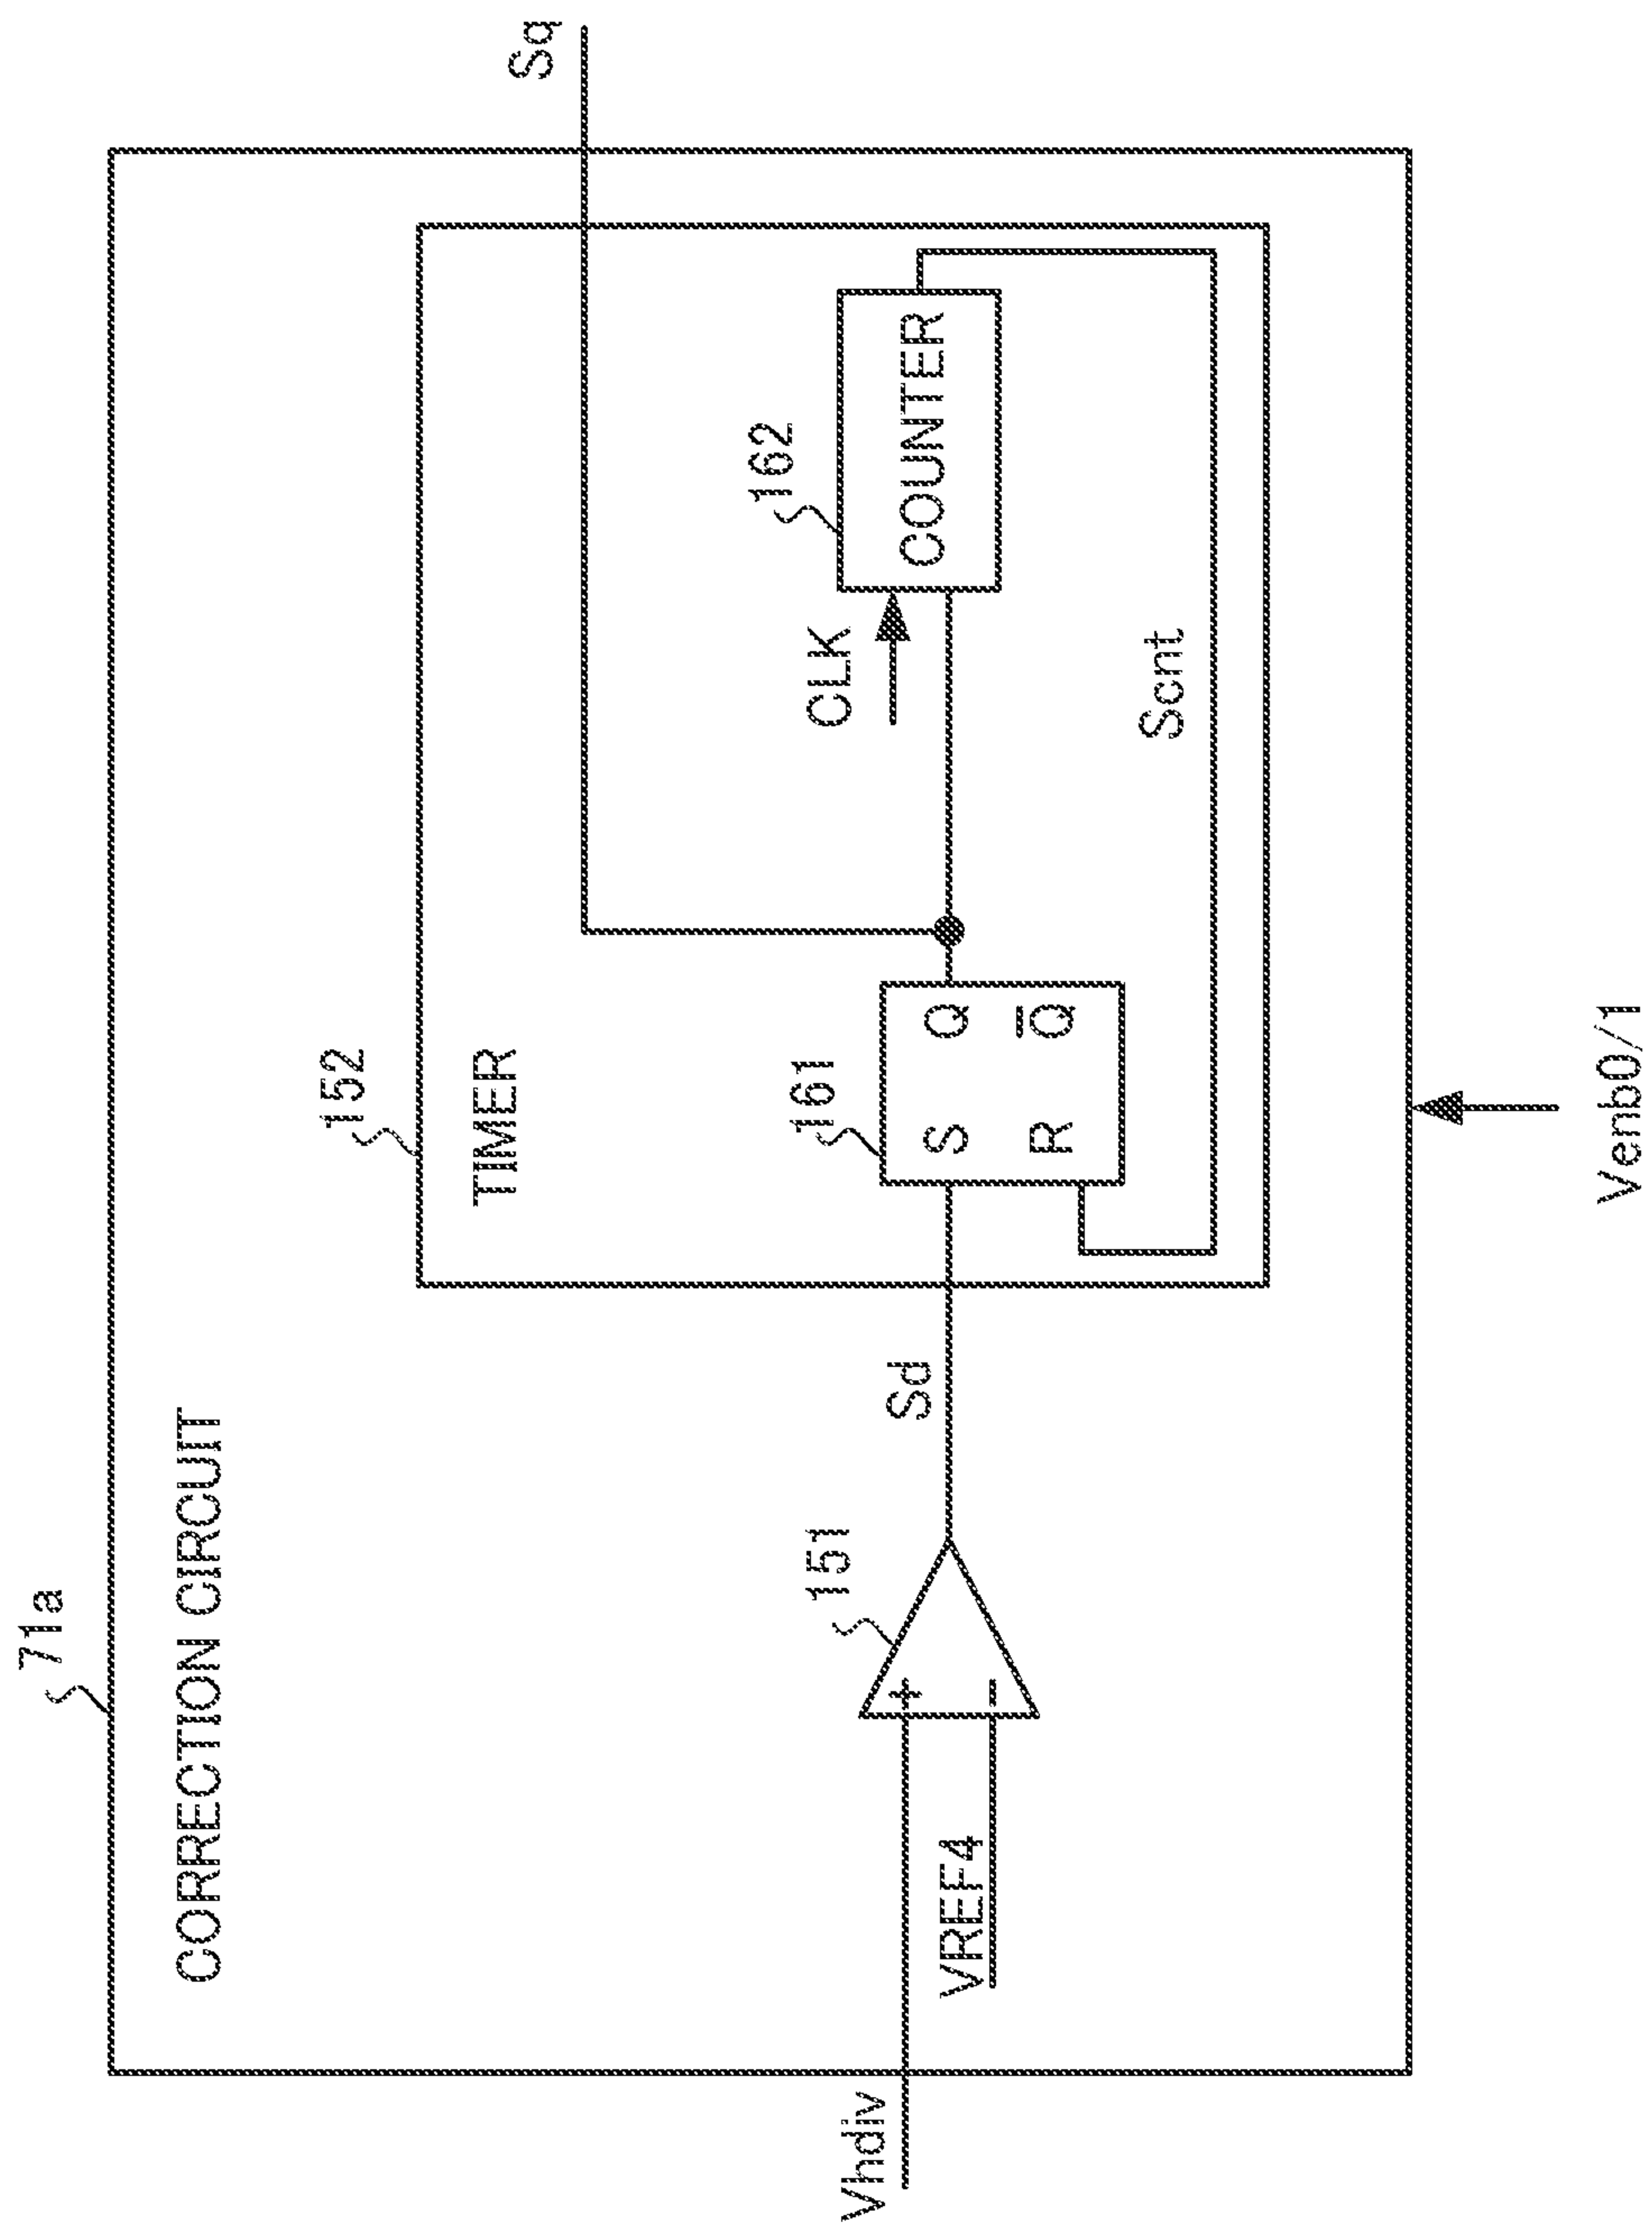 71a
CORRECTION CIRCUIT
152
TIMER
Sq
Vhdiv
VREF4
+
−
151
Sd
161
S Q
R Q̅
CLK
162
COUNTER
Scnt
Venb0/1